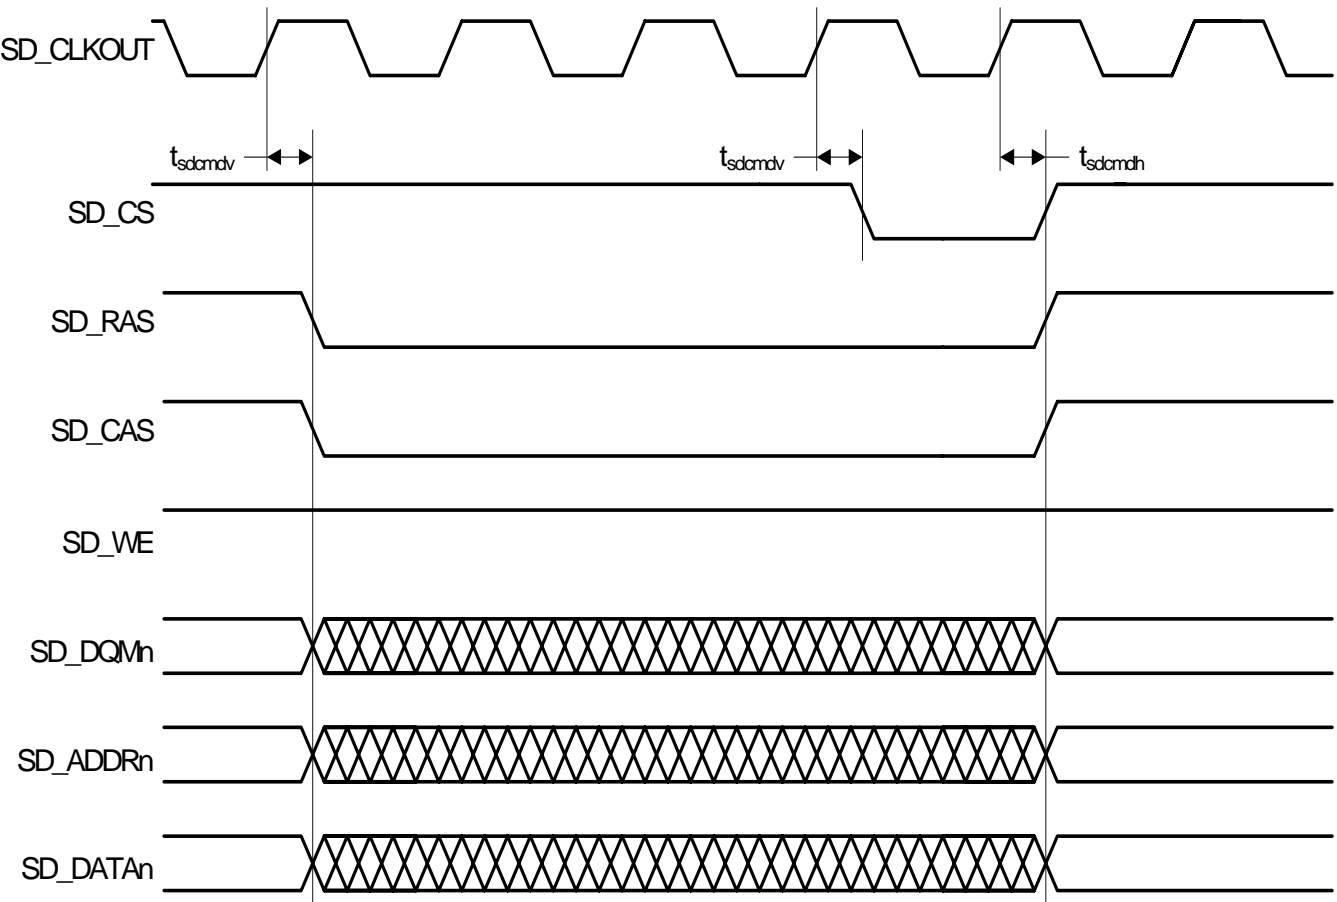 SD_CLKOUT
tsdcmdv tsdcmdv tsdcmdh
SD_CS
SD_RAS
SD_CAS
SD_WE
SD_DQMn
SD_ADDRn
SD_DATAn